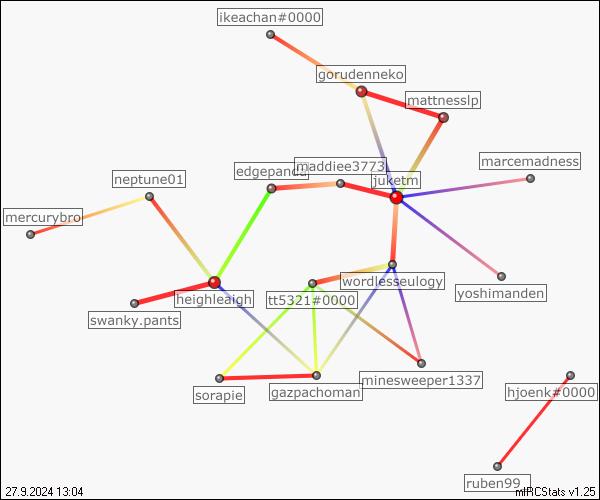 ikeachan#0000
gorudenneko
mattnesslp
marcemadness
maddiee3773
edgepanda
juketm
neptune01
mercurybro
wordlesseulogy
yoshimanden
heighleaigh
tt5321#0000
swanky.pants
minesweeper1337
gazpachoman
sorapie
hjoenk#0000
ruben99_
27.9.2024 13:04
mIRCStats v1.25